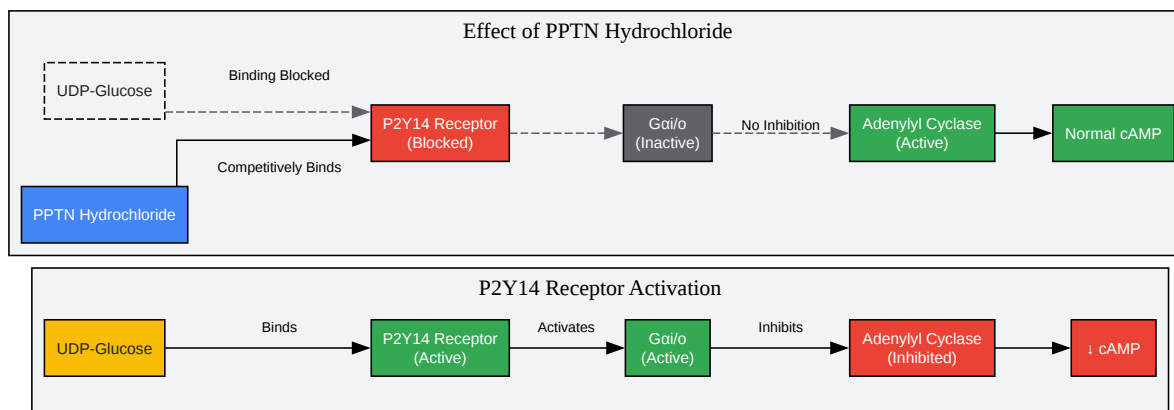 Effect of PPTN Hydrochloride
UDP-Glucose
Binding Blocked
P2Y14 Receptor
(Blocked)
Gαi/o
(Inactive)
No Inhibition
Adenylyl Cyclase
(Active)
Normal cAMP
Competitively Binds
PPTN Hydrochloride
P2Y14 Receptor Activation
UDP-Glucose
Binds
P2Y14 Receptor
(Active)
Activates
Gαi/o
(Active)
Inhibits
Adenylyl Cyclase
(Inhibited)
↓ cAMP